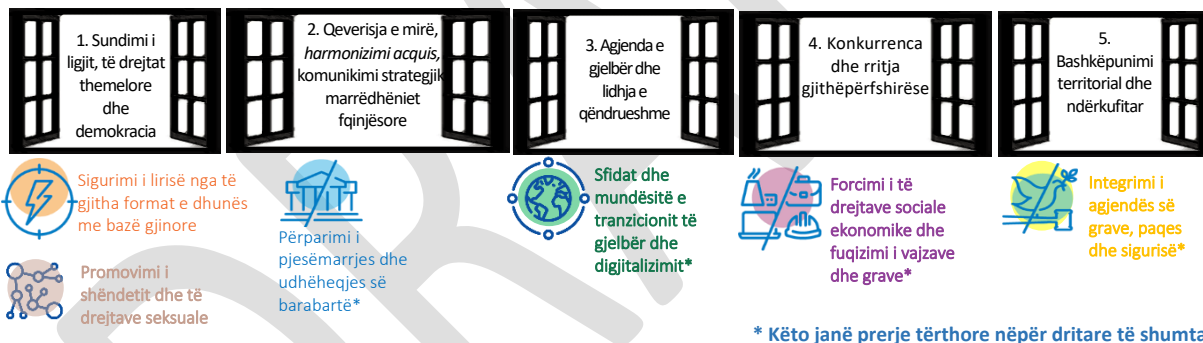 1. Sundimi i
ligjit, të drejtat
themelore
dhe
demokracia
2. Qeverisja e mirë,
harmonizimi acquis,
komunikimi strategjik
marrëdhëniet
fqinjësore
3. Agjenda e
gjelbër dhe
lidhja e
qëndrueshme
4. Konkurrenca
dhe rritja
gjithëpërfshirëse
5.
Bashkëpunimi
territorial dhe
ndërkufitar
Sigurimi i lirisë nga të
gjitha format e dhunës
me bazë gjinore
Promovimi i
shëndetit dhe të
drejtave seksuale
Përparimi i
pjesëmarrjes dhe
udhëheqjes së
barabartë*
Sfidat dhe
mundësitë e
tranzicionit të
gjelbër dhe
digjitalizimit*
Forcimi i të
drejtave sociale
ekonomike dhe
fuqizimi i vajzave
dhe grave*
Integrimi i
agjendës së
grave, paqes
dhe sigurisë*
* Këto janë prerje tërthore nëpër dritare të shumta